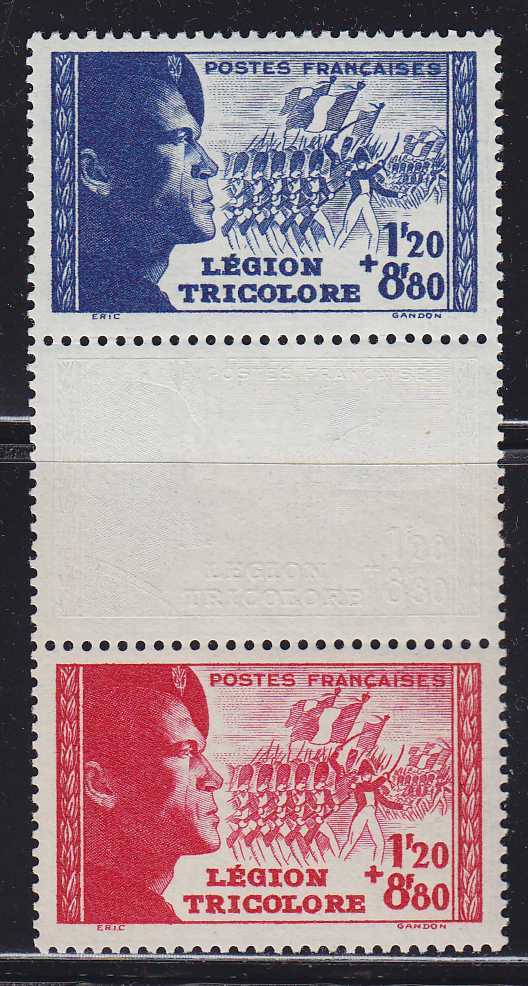 POSTES FRANÇAISES
1F20
+8F80
LÉGION
TRICOLORE
ERIC
GANDON
POSTES FRANÇAISES
1F20
+8F80
LÉGION
TRICOLORE
POSTES FRANÇAISES
1F20
+8F80
LÉGION
TRICOLORE
ERIC
GANDON